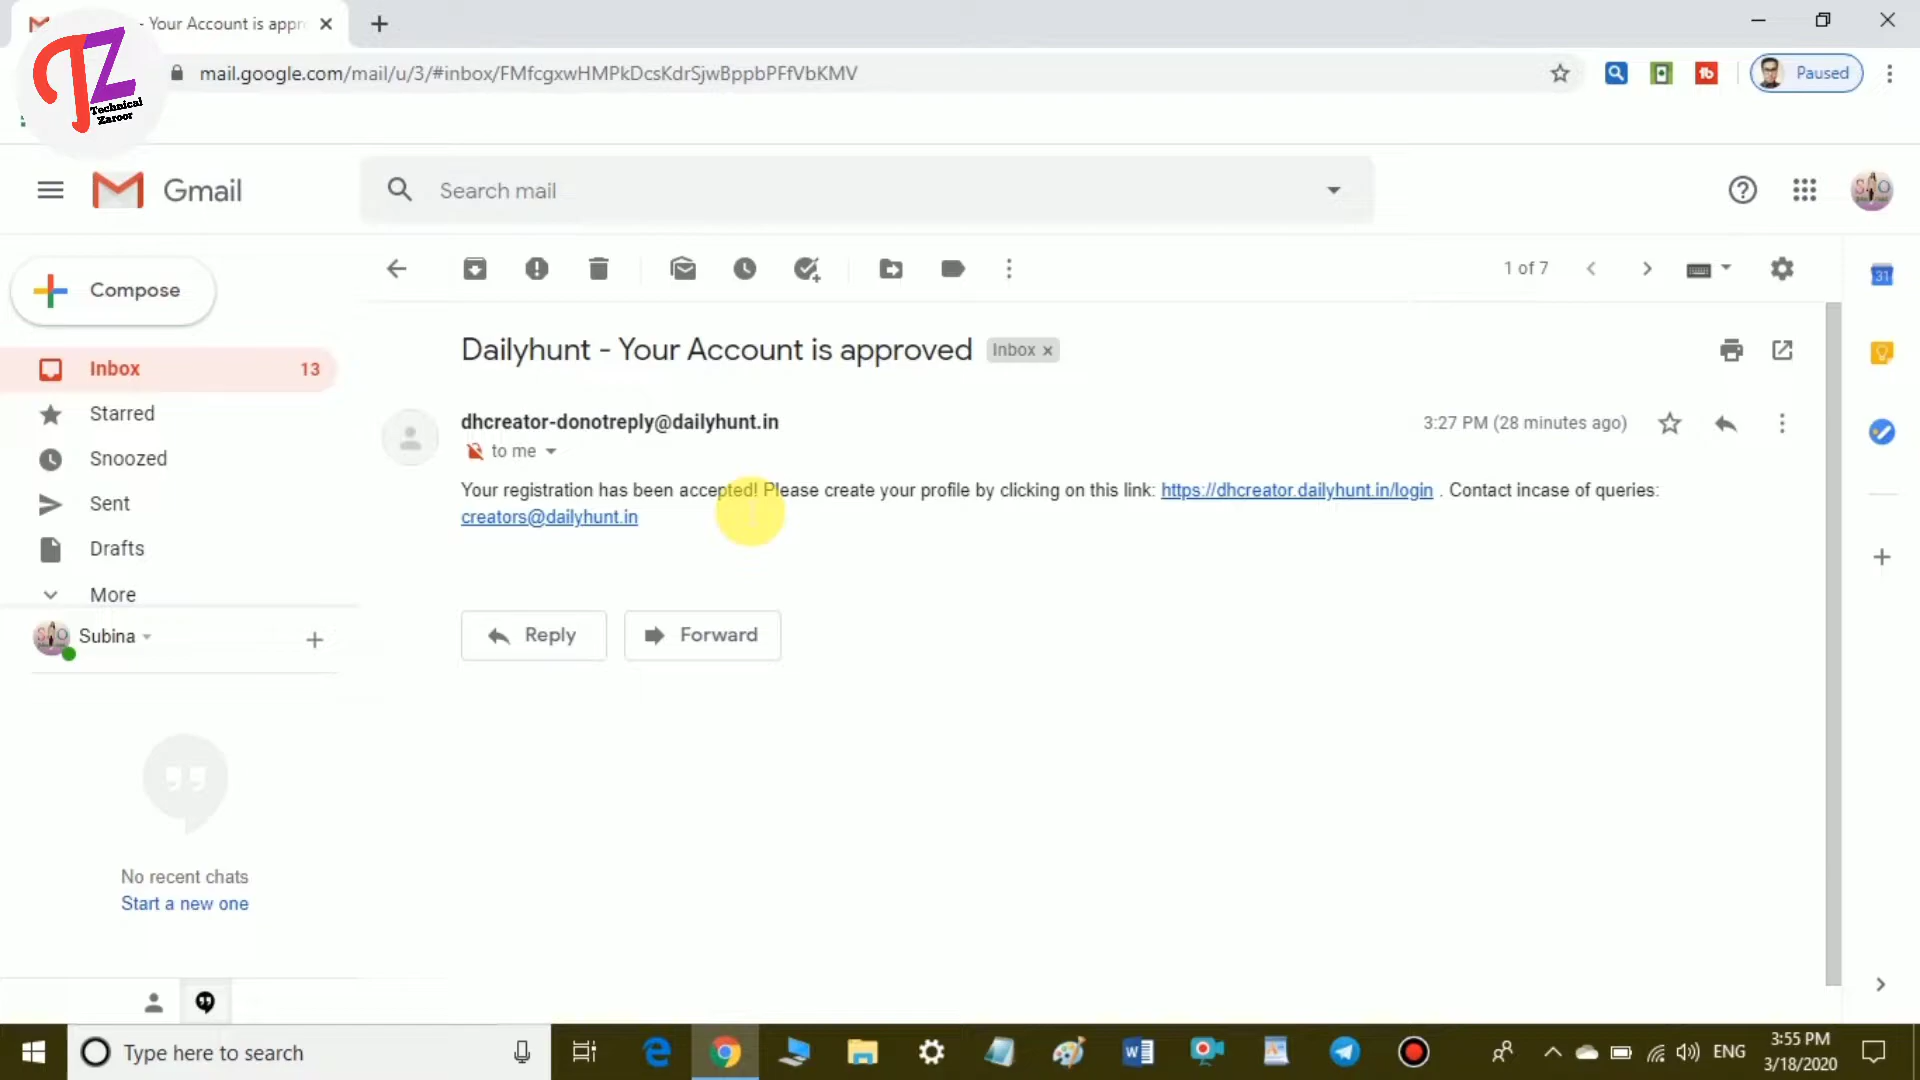 - Your Account is appr
mail.google.com/mail/u/3/#inbox/FMfcgxwHMPkDcsKdrSjwBppbPFfVbKMV
Paused
TZ
Technical
Zaroor
Gmail
Search mail
Compose
1 of 7
31
Inbox 13
Starred
Snoozed
Sent
Drafts
More
Subina
No recent chats
Start a new one
Dailyhunt - Your Account is approved Inbox x
dhcreator-donotreply@dailyhunt.in 3:27 PM (28 minutes ago)
to me
Your registration has been accepted! Please create your profile by clicking on this link: https://dhcreator.dailyhunt.in/login . Contact incase of queries:
creators@dailyhunt.in
Reply Forward
Type here to search
ENG
3:55 PM
3/18/2020